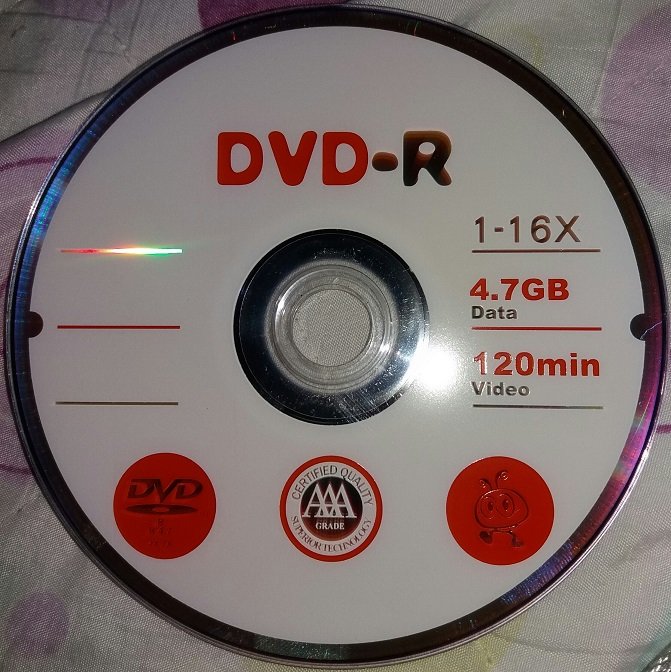 DVD-R
1-16X
4.7GB
Data
120min
Video
DVD
R
CERTIFIED QUALITY
AAA
GRADE
SUPERIOR TECHNOLOGY